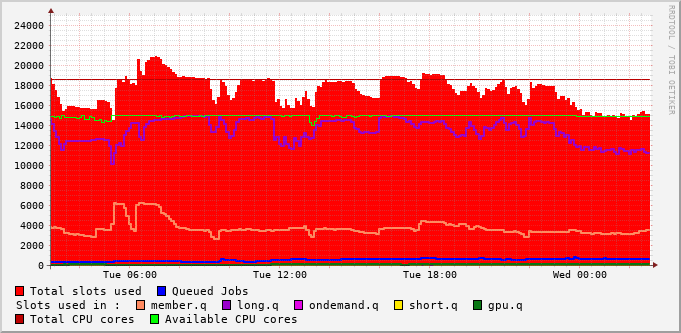 RRDTOOL / TOBI OETIKER
24000
22000
20000
18000
16000
14000
12000
10000
8000
6000
4000
2000
0
Tue 06:00 Tue 12:00 Tue 18:00 Wed 00:00
Total slots used Queued Jobs
Slots used in : member.q long.q ondemand.q short.q gpu.q
Total CPU cores Available CPU cores